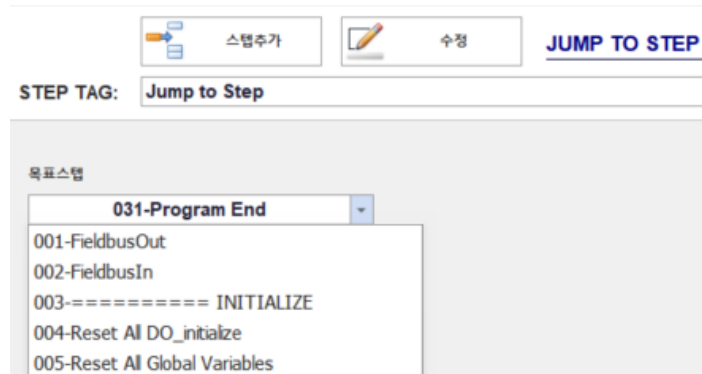 스텝추가
수정
JUMP TO STEP
STEP TAG:
Jump to Step
목표스텝
031-Program End
001-FieldbusOut
002-FieldbusIn
003-========== INITIALIZE
004-Reset All DO_initialize
005-Reset All Global Variables